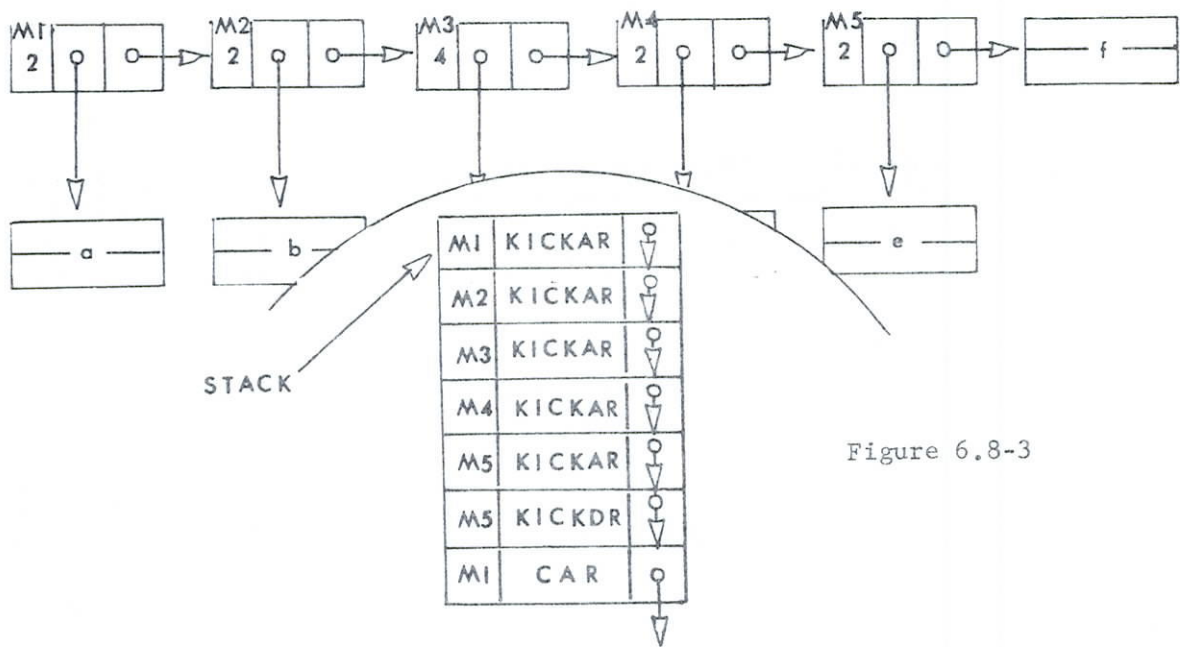 M1 M2 M3 M4 M5
2 2 4 2 2 f
a b e
M1 KICKAR
M2 KICKAR
M3 KICKAR
STACK
M4 KICKAR
M5 KICKAR
Figure 6.8-3
M5 KICKDR
M1 CAR